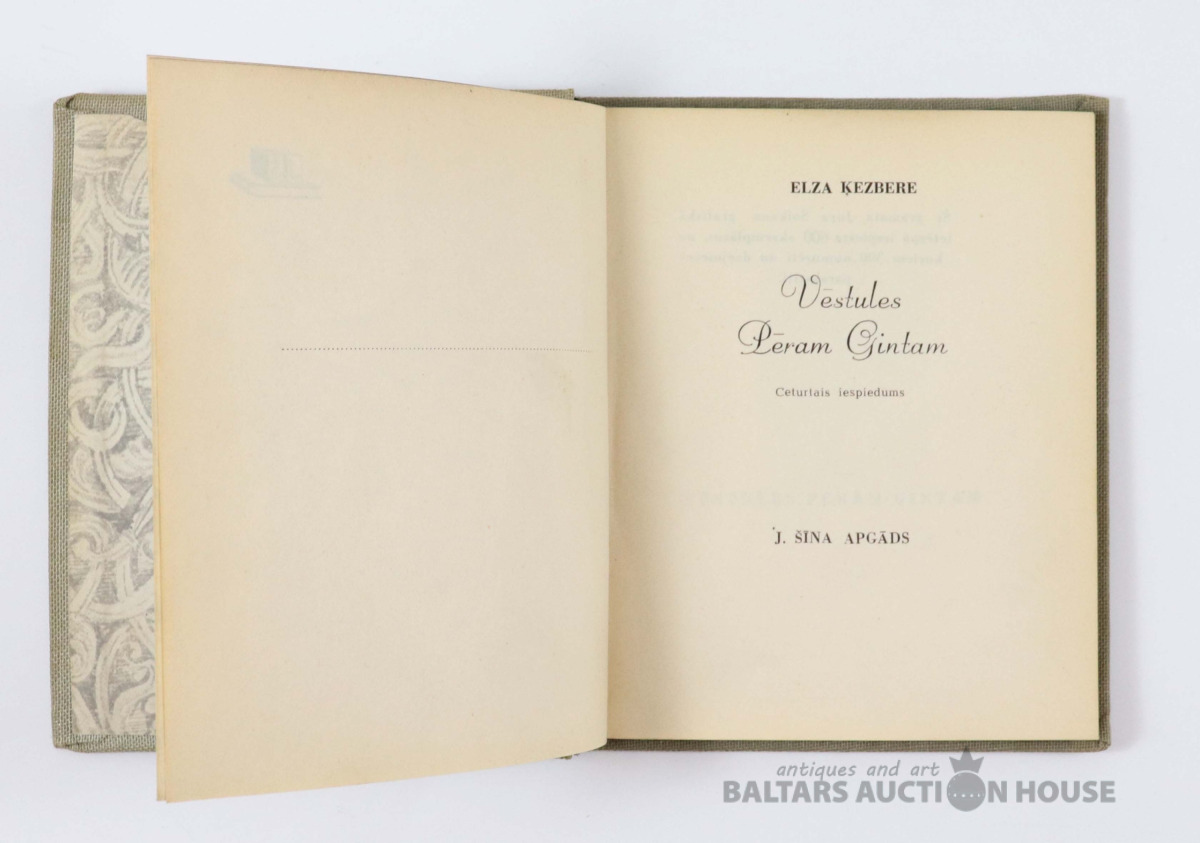 ELZA ĶEZBERE
Vēstules
Pēram Gintam
Ceturtais iespiedums
J. ŠĪNA APGĀDS
antiques and art
BALTARS AUCTION HOUSE